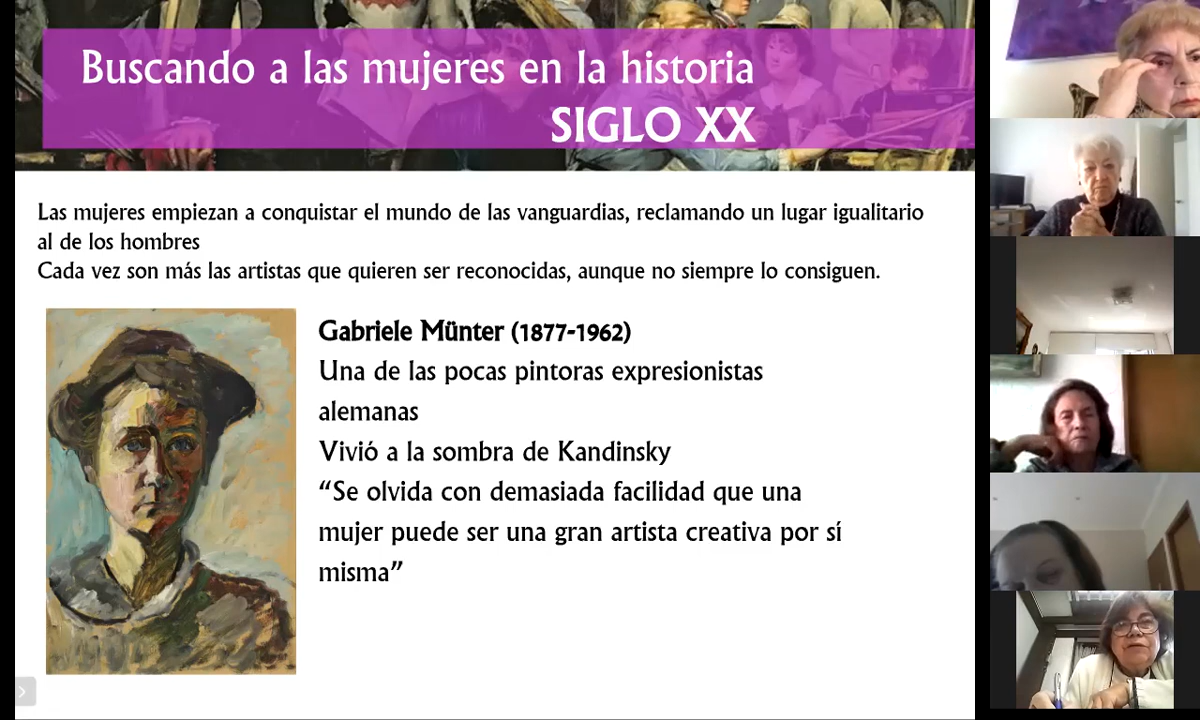 Buscando a las mujeres en la historia
SIGLO XX
Las mujeres empiezan a conquistar el mundo de las vanguardias, reclamando un lugar igualitario
al de los hombres
Cada vez son más las artistas que quieren ser reconocidas, aunque no siempre lo consiguen.
Gabriele Münter (1877-1962)
Una de las pocas pintoras expresionistas
alemanas
Vivió a la sombra de Kandinsky
“Se olvida con demasiada facilidad que una
mujer puede ser una gran artista creativa por sí
misma”